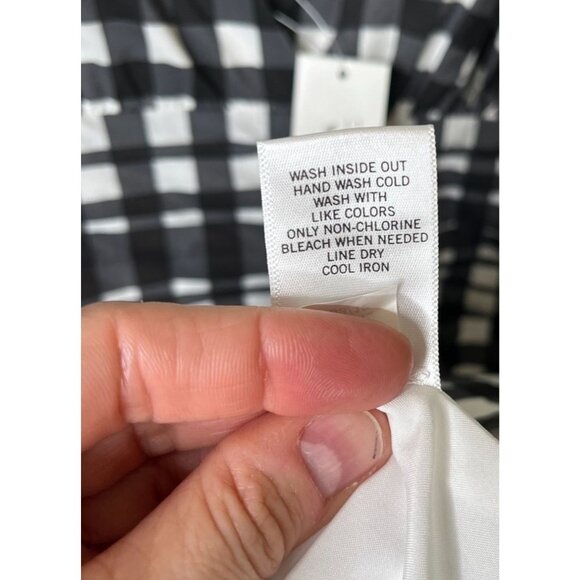 WASH INSIDE OUT
HAND WASH COLD
WASH WITH
LIKE COLORS
ONLY NON-CHLORINE
BLEACH WHEN NEEDED
LINE DRY
COOL IRON